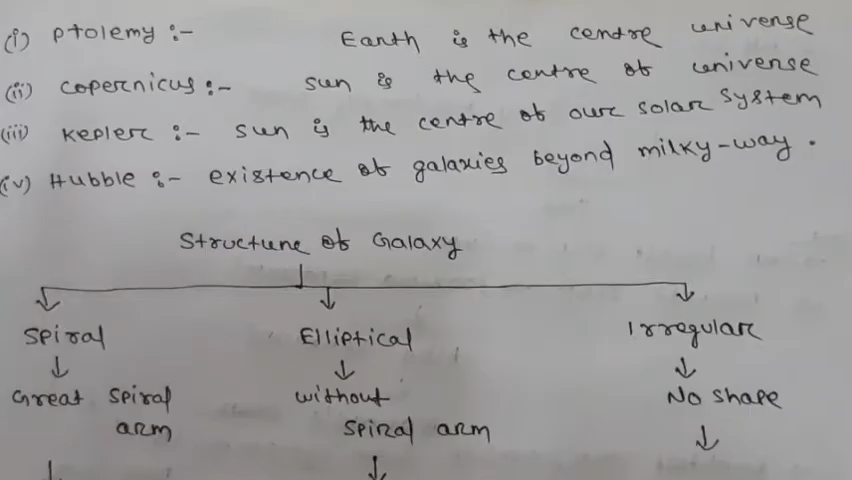 (i) Ptolemy :- Earth is the centre universe
(ii) Copernicus :- sun is the centre of universe
(iii) Kepler :- sun is the centre of our solar system
(iv) Hubble :- existence of galaxies beyond milky-way.
Structure of Galaxy
Spiral Elliptical Irregular
Great spiral without No shape
arm spiral arm